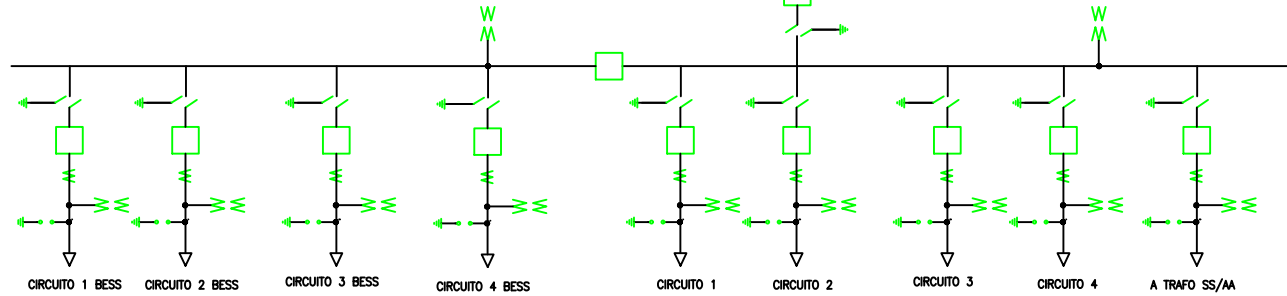 CIRCUITO 1 BESS
CIRCUITO 2 BESS
CIRCUITO 3 BESS
CIRCUITO 4 BESS
CIRCUITO 1
CIRCUITO 2
CIRCUITO 3
CIRCUITO 4
A TRAFO SS/AA